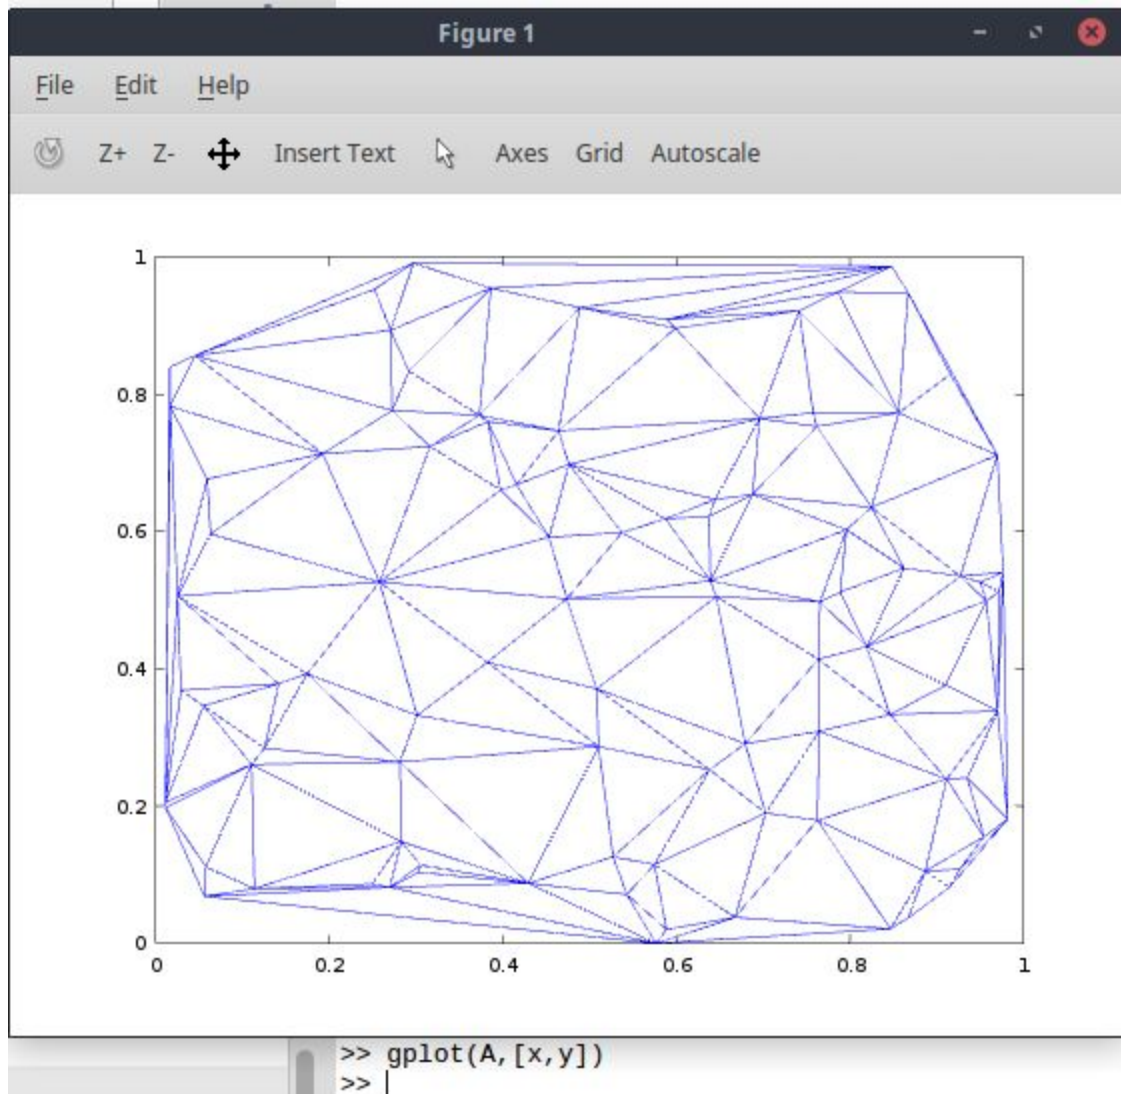 Figure 1
File Edit Help
Z+ Z- Insert Text Axes Grid Autoscale
1
0.8
0.6
0.4
0.2
0
0 0.2 0.4 0.6 0.8 1
>> gplot(A,[x,y])
>>